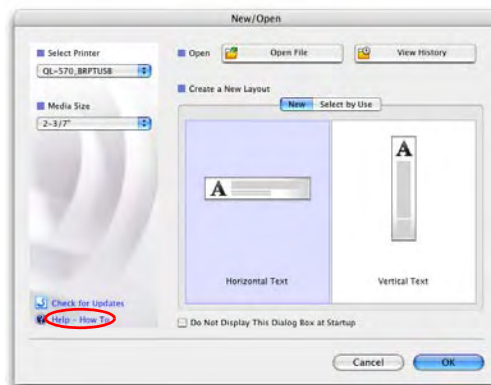 New/Open
Select Printer
QL-570_BRPTUSB
Media Size
2-3/7"
Check for Updates
Help - How To
Open
Open File
View History
Create a New Layout
New
Select by Use
A
A
Horizontal Text
Vertical Text
Do Not Display This Dialog Box at Startup
Cancel
OK